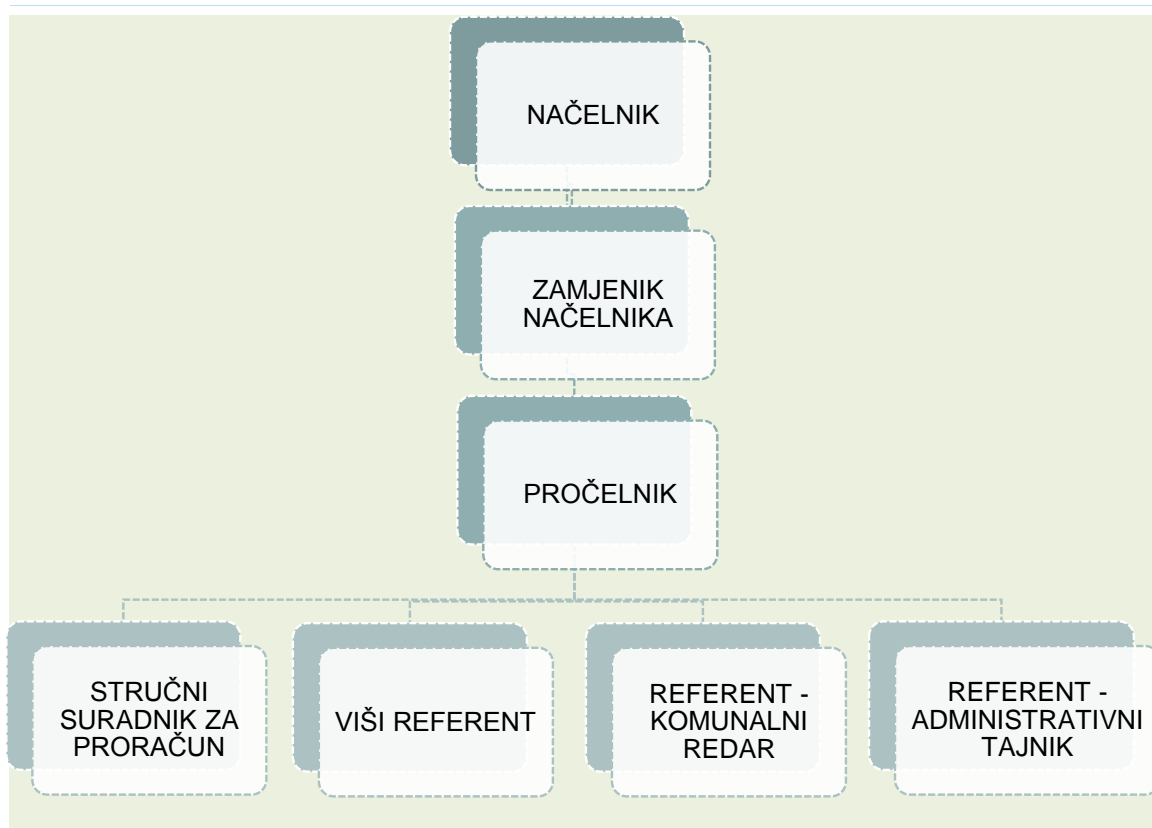 NAČELNIK
ZAMJENIK
NAČELNIKA
PROČELNIK
STRUČNI
SURADNIK ZA
PRORAČUN
VIŠI REFERENT
REFERENT -
KOMUNALNI
REDAR
REFERENT -
ADMINISTRATIVNI
TAJNIK